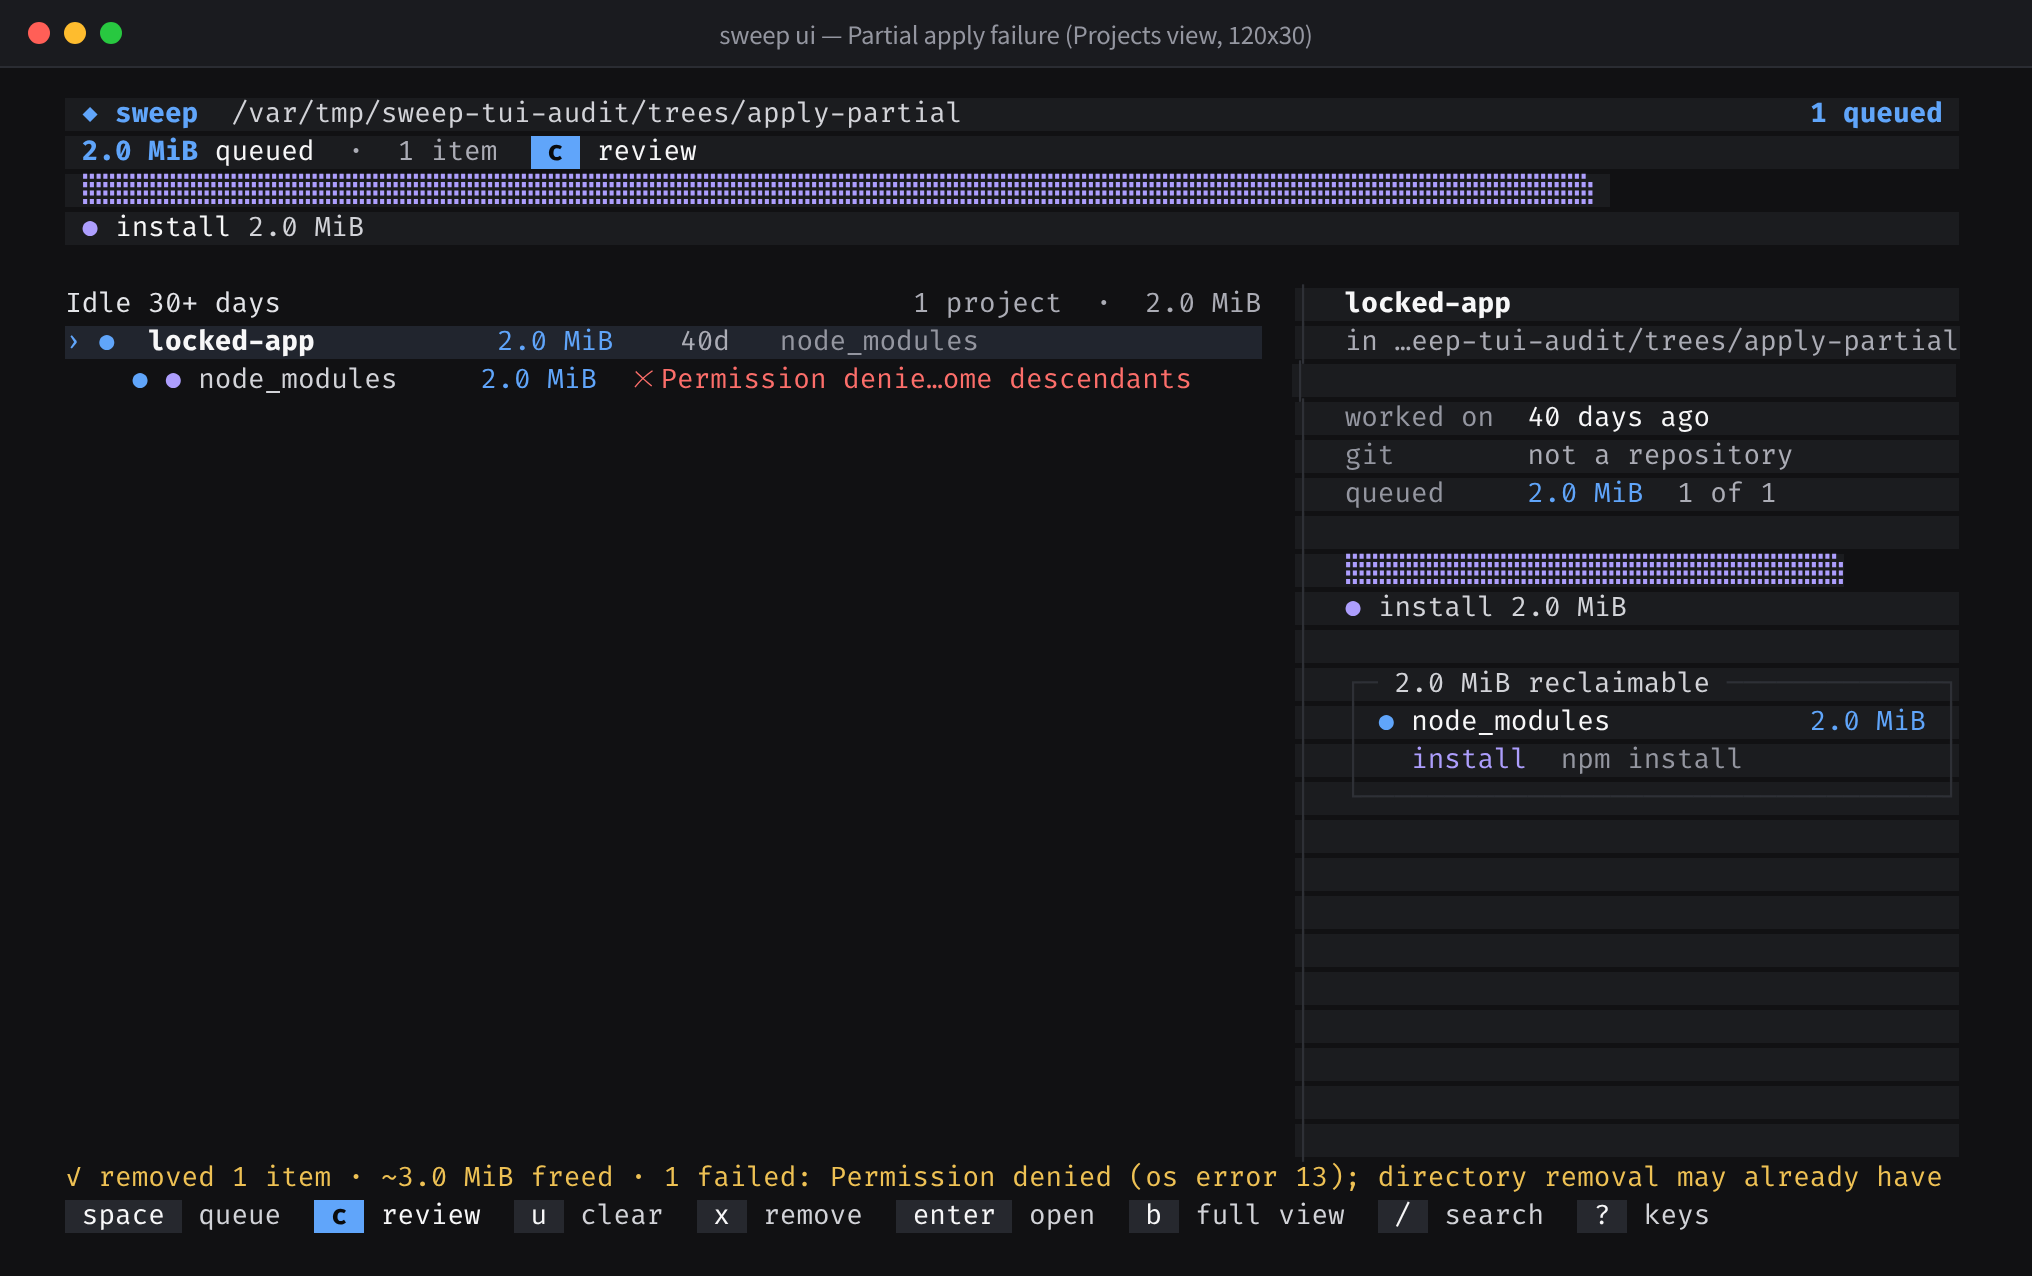 sweep ui — Partial apply failure (Projects view, 120x30)
◆ sweep /var/tmp/sweep-tui-audit/trees/apply-partial 1 queued
2.0 MiB queued · 1 item c review
● install 2.0 MiB
Idle 30+ days 1 project · 2.0 MiB
› ● locked-app 2.0 MiB 40d node_modules
● ● node_modules 2.0 MiB ✕ Permission denie…ome descendants
locked-app
in …eep-tui-audit/trees/apply-partial
worked on 40 days ago
git not a repository
queued 2.0 MiB 1 of 1
● install 2.0 MiB
2.0 MiB reclaimable
● node_modules 2.0 MiB
install npm install
√ removed 1 item · ~3.0 MiB freed · 1 failed: Permission denied (os error 13); directory removal may already have
space queue c review u clear x remove enter open b full view / search ? keys